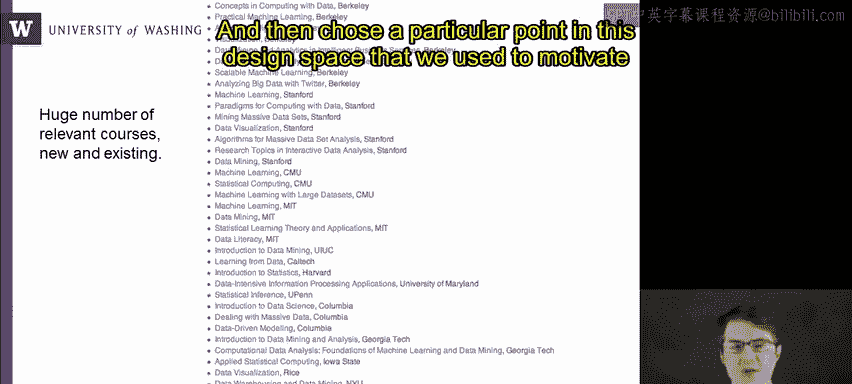 Concepts in Computing with Data, Berkeley
Practical Machine Learning, Berkeley
W UNIVERSITY of WASHING
And then chose a particular point in this
design space that we used to motivate
中英字幕课程资源@bilibili.com
Scalable Machine Learning, Berkeley
Analyzing Big Data with Twitter, Berkeley
Machine Learning, Stanford
Paradigms for Computing with Data, Stanford
Mining Massive Data Sets, Stanford
Data Visualization, Stanford
Algorithms for Massive Data Set Analysis, Stanford
Research Topics in Interactive Data Analysis, Stanford
Data Mining, Stanford
Machine Learning, CMU
Statistical Computing, CMU
Machine Learning with Large Datasets, CMU
Machine Learning, MIT
Data Mining, MIT
Statistical Learning Theory and Applications, MIT
Data Literacy, MIT
Introduction to Data Mining, UIUC
Learning from Data, Caltech
Introduction to Statistics, Harvard
Data-Intensive Information Processing Applications, University of Maryland
Statistical Inference, UPenn
Introduction to Data Science, Columbia
Dealing with Massive Data, Columbia
Data-Driven Modeling, Columbia
Introduction to Data Mining and Analysis, Georgia Tech
Computational Data Analysis: Foundations of Machine Learning and Data Mining, Georgia Tech
Applied Statistical Computing, Iowa State
Data Visualization, Rice
Data Warehousing and Data Mining, NYU
Huge number of
relevant courses,
new and existing.